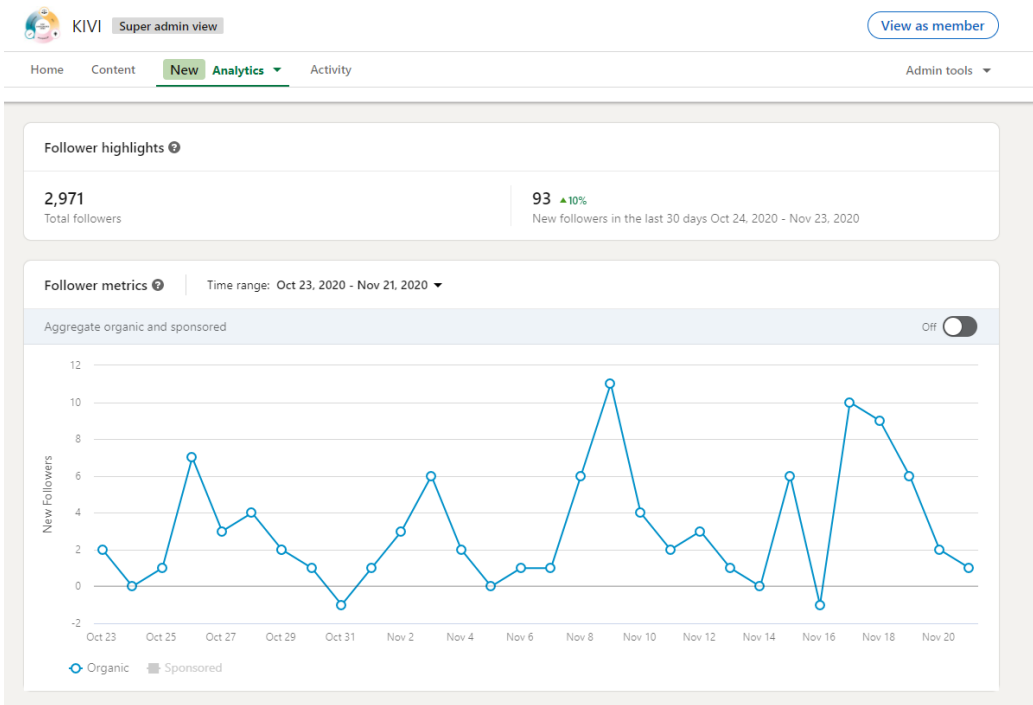 KIVI Super admin view View as member
Home Content New Analytics Activity Admin tools
Follower highlights
2,971
Total followers
93 10%
New followers in the last 30 days Oct 24, 2020 - Nov 23, 2020
Follower metrics Time range: Oct 23, 2020 - Nov 21, 2020
Aggregate organic and sponsored Off
New Followers
12
10
8
6
4
2
0
-2
Oct 23 Oct 25 Oct 27 Oct 29 Oct 31 Nov 2 Nov 4 Nov 6 Nov 8 Nov 10 Nov 12 Nov 14 Nov 16 Nov 18 Nov 20
Organic Sponsored